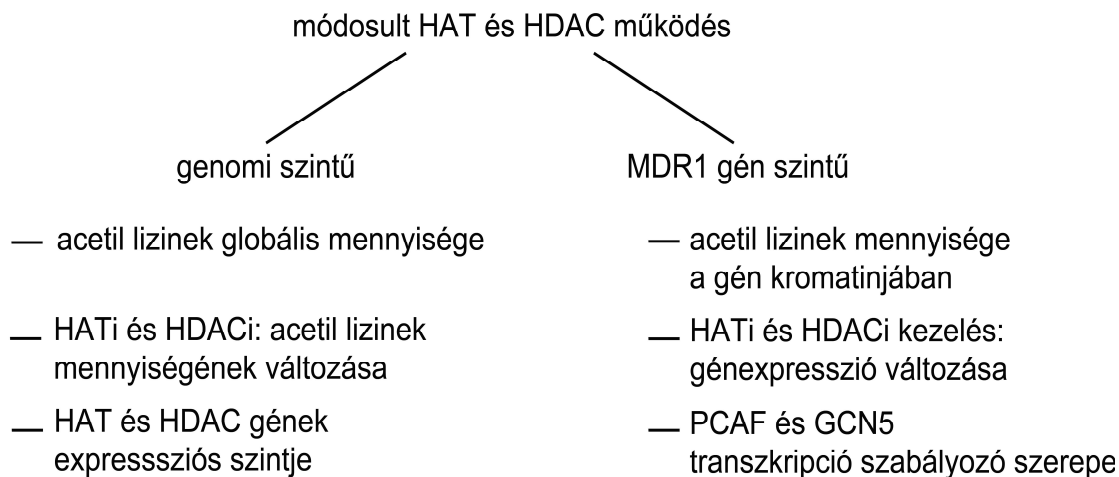 módosult HAT és HDAC működés
genomi szintű
— acetil lizinek globális mennyisége
— HATi és HDACi: acetil lizinek
mennyiségének változása
— HAT és HDAC gének
expresssziós szintje
MDR1 gén szintű
— acetil lizinek mennyisége
a gén kromatinjában
— HATi és HDACi kezelés:
génexpresszió változása
— PCAF és GCN5
transzkripció szabályozó szerepe